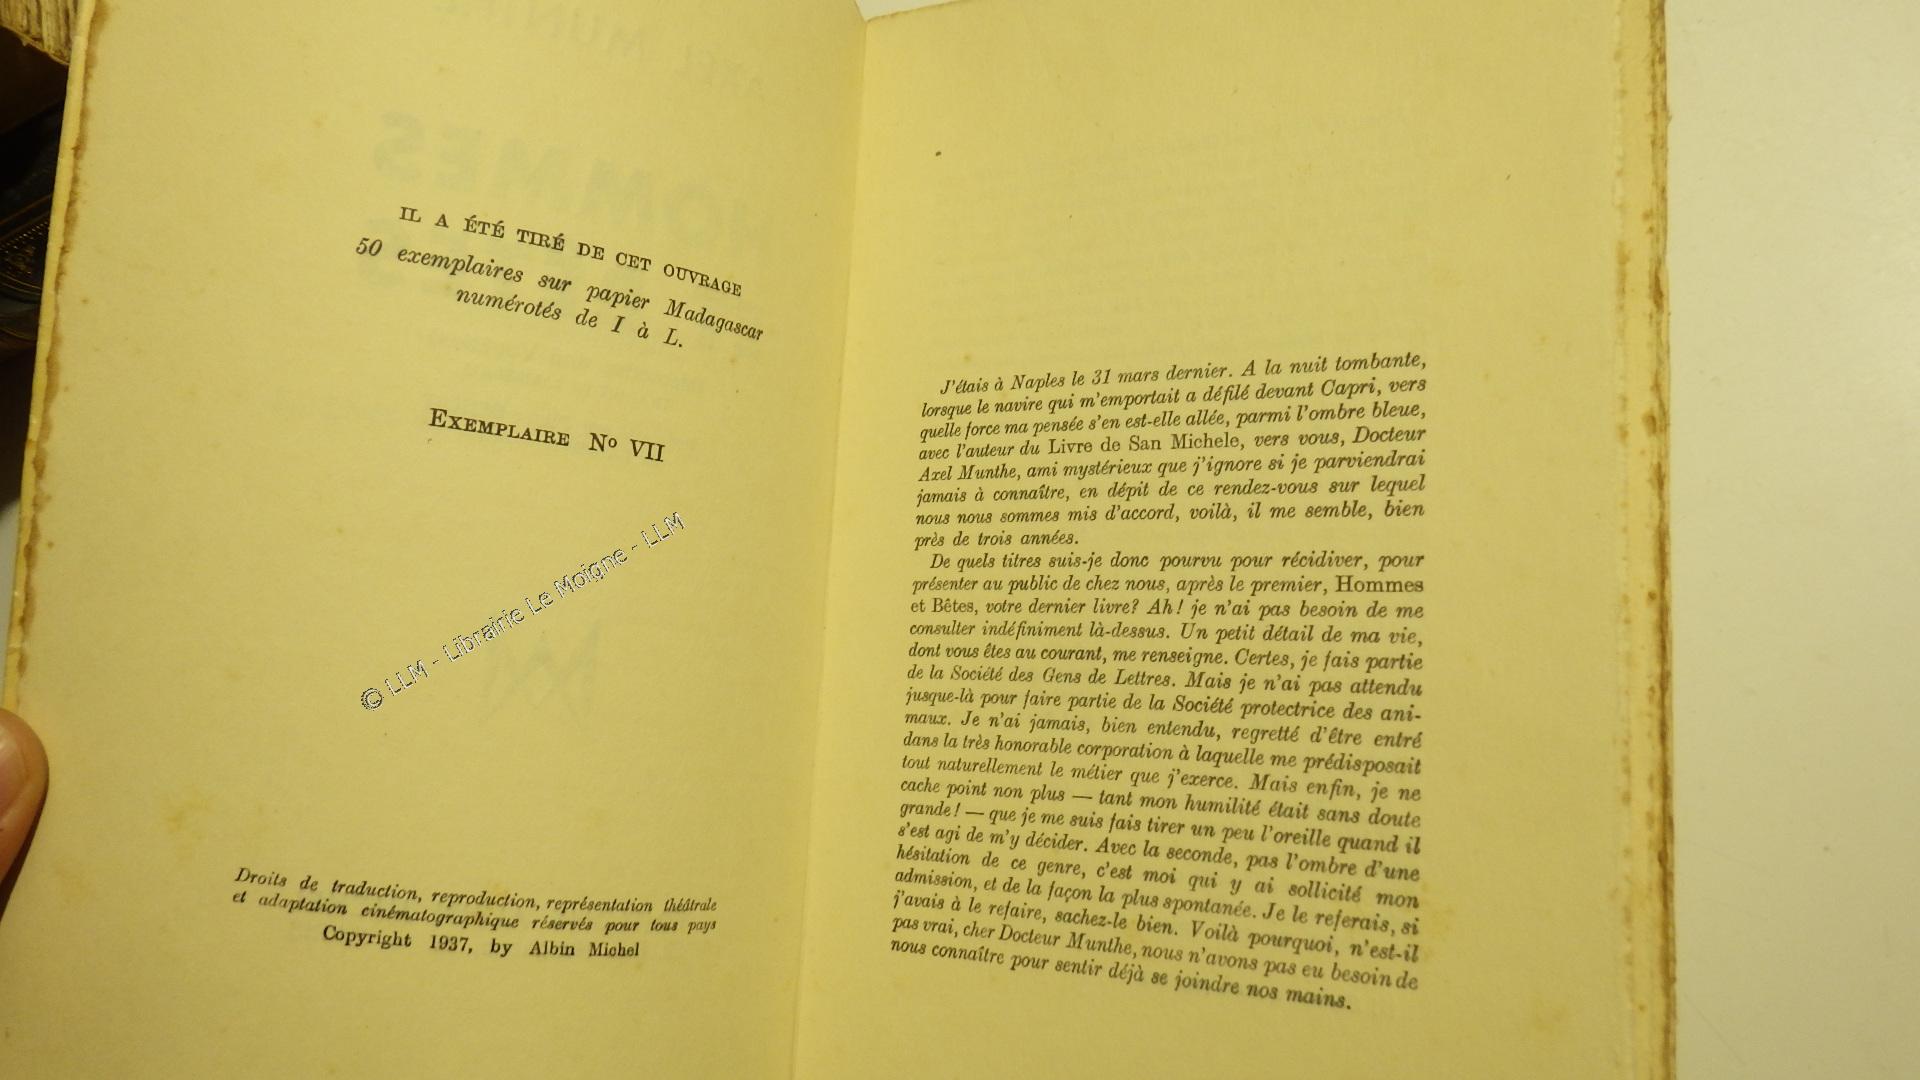 IL A ÉTÉ TIRÉ DE CET OUVRAGE
50 exemplaires sur papier Madagascar
numérotés de I à L.
EXEMPLAIRE No VII
© LLM - Librairie Le Moigne - LLM
Droits de traduction, reproduction, représentation théâtrale
et adaptation cinématographique réservés pour tous pays
Copyright 1937, by Albin Michel
J'étais à Naples le 31 mars dernier. A la nuit tombante,
lorsque le navire qui m'emportait a défilé devant Capri, vers
quelle force ma pensée s'en est-elle allée, parmi l'ombre bleue,
avec l'auteur du Livre de San Michele, vers vous, Docteur
Axel Munthe, ami mystérieux que j'ignore si je parviendrai
jamais à connaître, en dépit de ce rendez-vous sur lequel
nous nous sommes mis d'accord, voilà, il me semble, bien
près de trois années.
De quels titres suis-je donc pourvu pour récidiver, pour
présenter au public de chez nous, après le premier, Hommes
et Bêtes, votre dernier livre? Ah! je n'ai pas besoin de me
consulter indéfiniment là-dessus. Un petit détail de ma vie,
dont vous êtes au courant, me renseigne. Certes, je fais partie
de la Société des Gens de Lettres. Mais je n'ai pas attendu
jusque-là pour faire partie de la Société protectrice des ani-
maux. Je n'ai jamais, bien entendu, regretté d'être entré
dans la très honorable corporation à laquelle me prédisposait
tout naturellement le métier que j'exerce. Mais enfin, je ne
cache point non plus — tant mon humilité était sans doute
grande! — que je me suis fais tirer un peu l'oreille quand il
s'est agi de m'y décider. Avec la seconde, pas l'ombre d'une
hésitation de ce genre, c'est moi qui y ai sollicité mon
admission, et de la façon la plus spontanée. Je le referais, si
j'avais à le refaire, sachez-le bien. Voilà pourquoi, n'est-il
pas vrai, cher Docteur Munthe, nous n'avons pas eu besoin de
nous connaître pour sentir déjà se joindre nos mains.